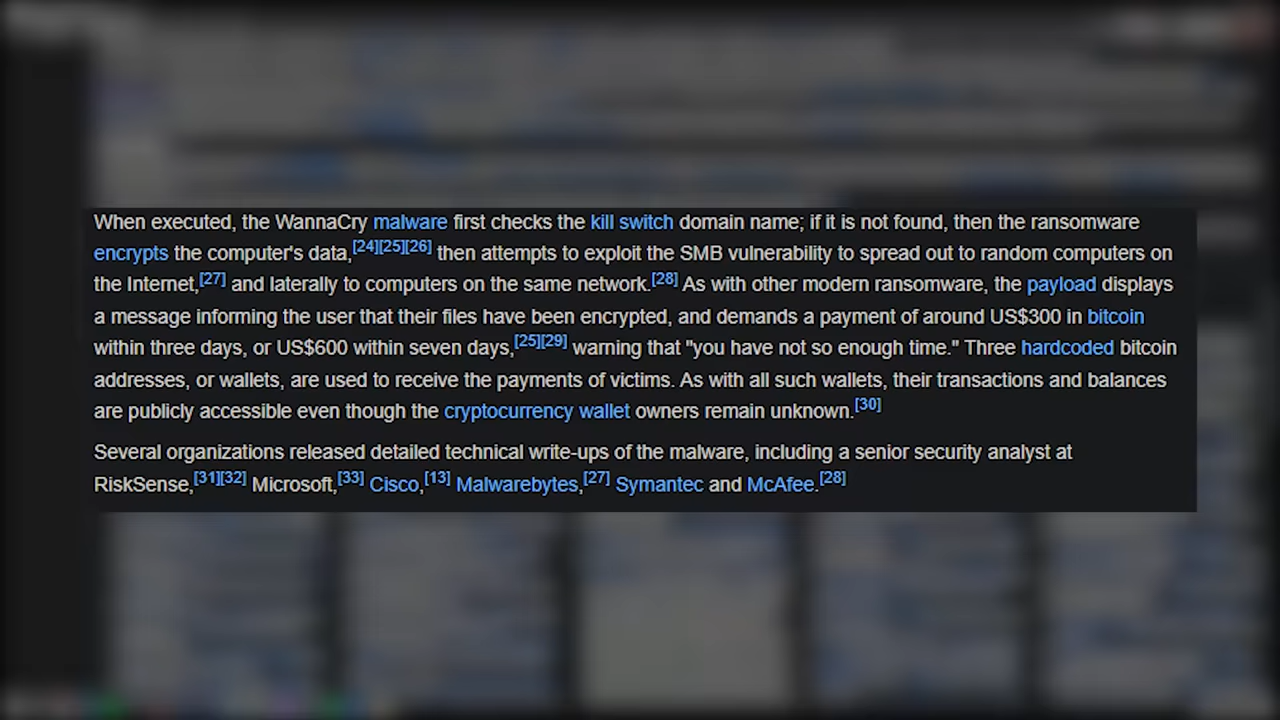 When executed, the WannaCry malware first checks the kill switch domain name; if it is not found, then the ransomware
encrypts the computer's data,[24][25][26] then attempts to exploit the SMB vulnerability to spread out to random computers on
the Internet,[27] and laterally to computers on the same network.[28] As with other modern ransomware, the payload displays
a message informing the user that their files have been encrypted, and demands a payment of around US$300 in bitcoin
within three days, or US$600 within seven days,[25][29] warning that "you have not so enough time." Three hardcoded bitcoin
addresses, or wallets, are used to receive the payments of victims. As with all such wallets, their transactions and balances
are publicly accessible even though the cryptocurrency wallet owners remain unknown.[30]
Several organizations released detailed technical write-ups of the malware, including a senior security analyst at
RiskSense,[31][32] Microsoft,[33] Cisco,[13] Malwarebytes,[27] Symantec and McAfee.[28]